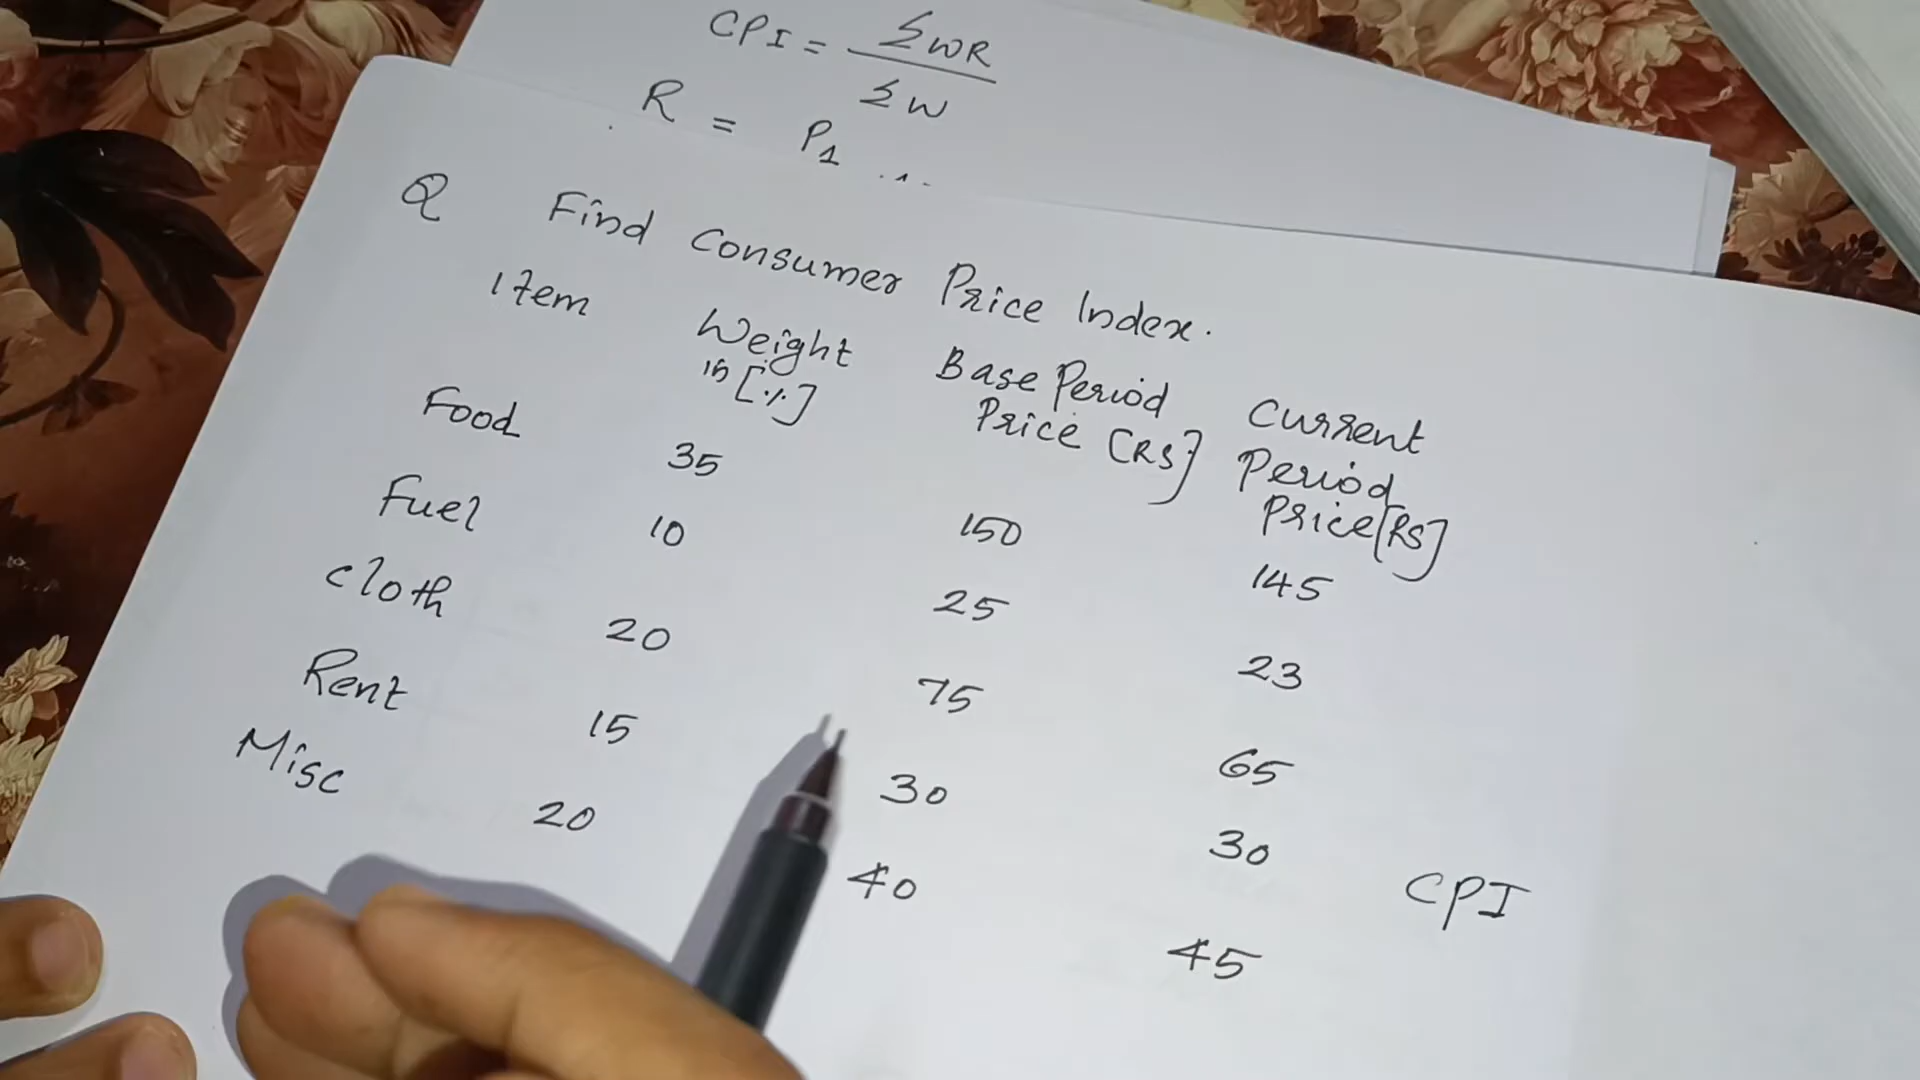 CPI = ΣWR
ΣW
R = P1 ...
Q Find Consumer Price Index.
Item Weight Base Period Current
in [%] Price [RS] Period
Price [RS]
Food 35 150 145
Fuel 10 25 23
cloth 20 75 65
Rent 15 30 30
Misc 20 40 45
CPI